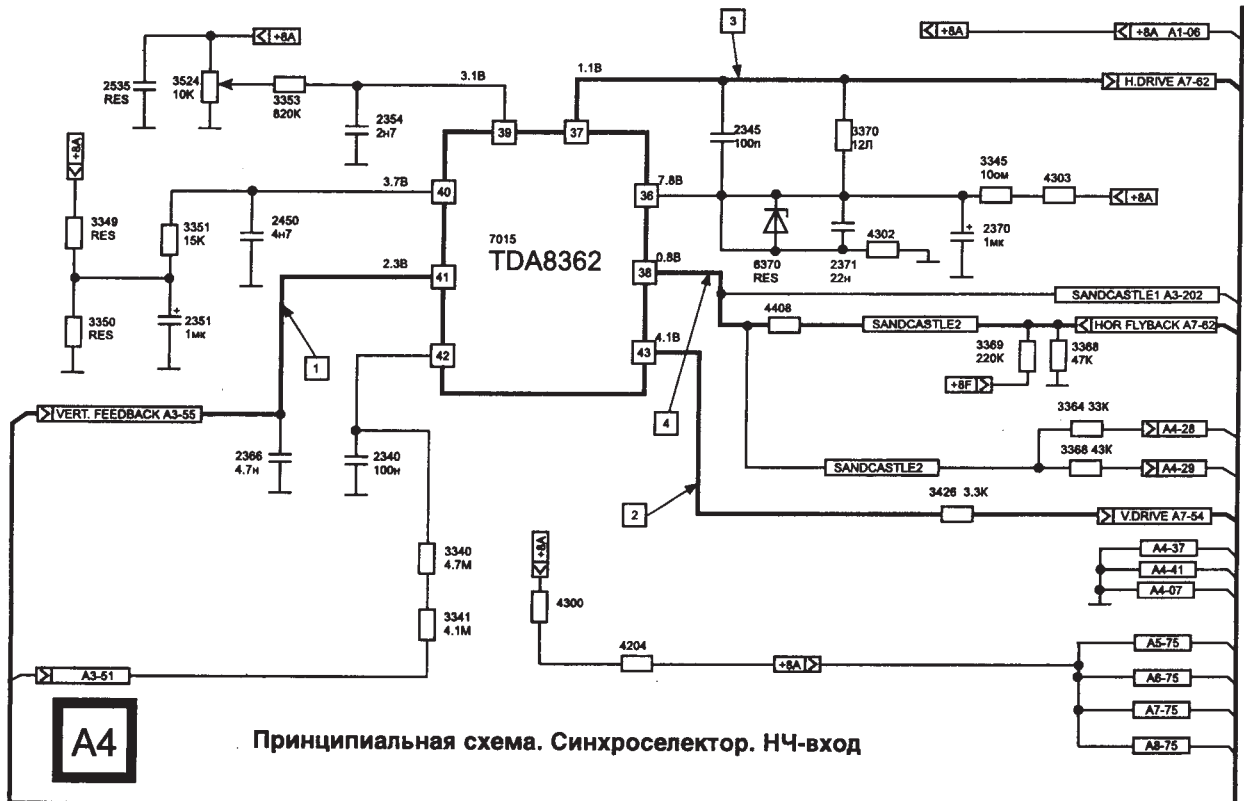 3
+8A
+8A
+8A A1-06
2535
RES
3524
10K
3353
820K
3.1В
2354
2н7
1.1В
H.DRIVE A7-62
39
37
2345
100п
3370
12Л
+8A
3.7В
40
36
7.8В
3345
10ом
4303
+8A
3349
RES
3351
15K
2450
4н7
7015
TDA8362
6370
RES
2371
22н
4302
2370
1мк
2.3В
41
38
0.8В
SANDCASTLE1 A3-202
3350
RES
2351
1мк
4408
SANDCASTLE2
HOR FLYBACK A7-62
42
43
4.1В
3369
220K
3368
47K
1
+8F
VERT. FEEDBACK A3-55
4
3364 33K
A4-28
2366
4.7н
2340
100н
3368 43K
SANDCASTLE2
A4-29
2
3426 3.3K
V.DRIVE A7-54
3340
4.7M
+8A
A4-37
A4-41
A4-07
4300
3341
4.1M
4204
+8A
A5-75
A3-51
A6-75
A7-75
A8-75
A4
Принципиальная схема. Синхроселектор. НЧ-вход